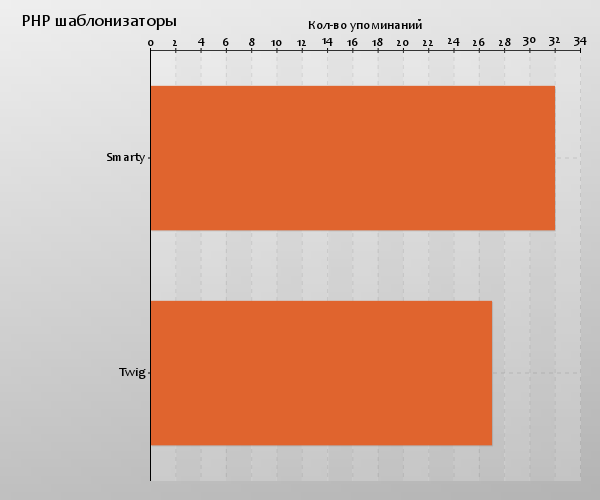 PHP шаблонизаторы
Кол-во упоминаний
0 2 4 6 8 10 12 14 16 18 20 22 24 26 28 30 32 34
Smarty
Twig